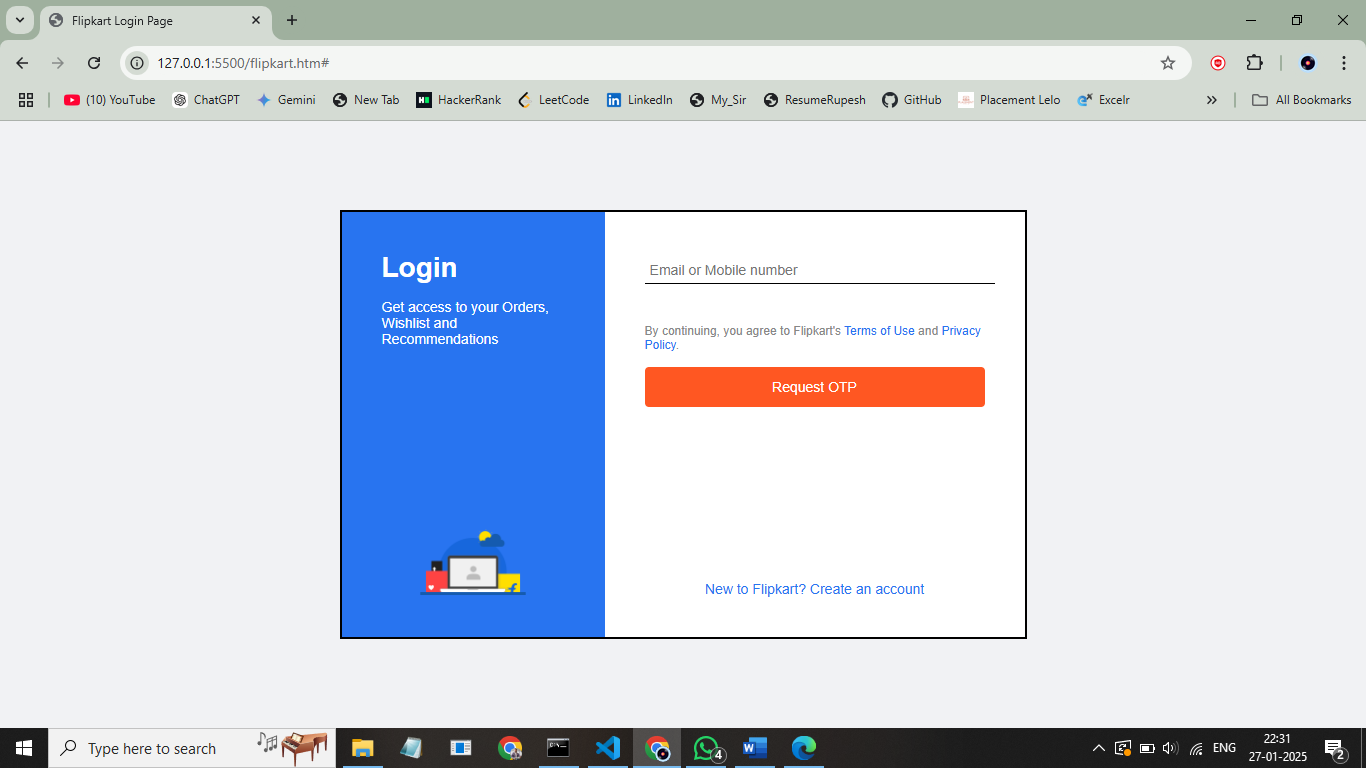 Flipkart Login Page
127.0.0.1:5500/flipkart.htm#
(10) YouTube
ChatGPT
Gemini
New Tab
HackerRank
LeetCode
LinkedIn
My_Sir
ResumeRupesh
GitHub
Placement Lelo
Excelr
All Bookmarks
Login
Get access to your Orders,
Wishlist and
Recommendations
Email or Mobile number
By continuing, you agree to Flipkart's Terms of Use and Privacy
Policy.
Request OTP
New to Flipkart? Create an account
Type here to search
4
ENG
22:31
27-01-2025
2